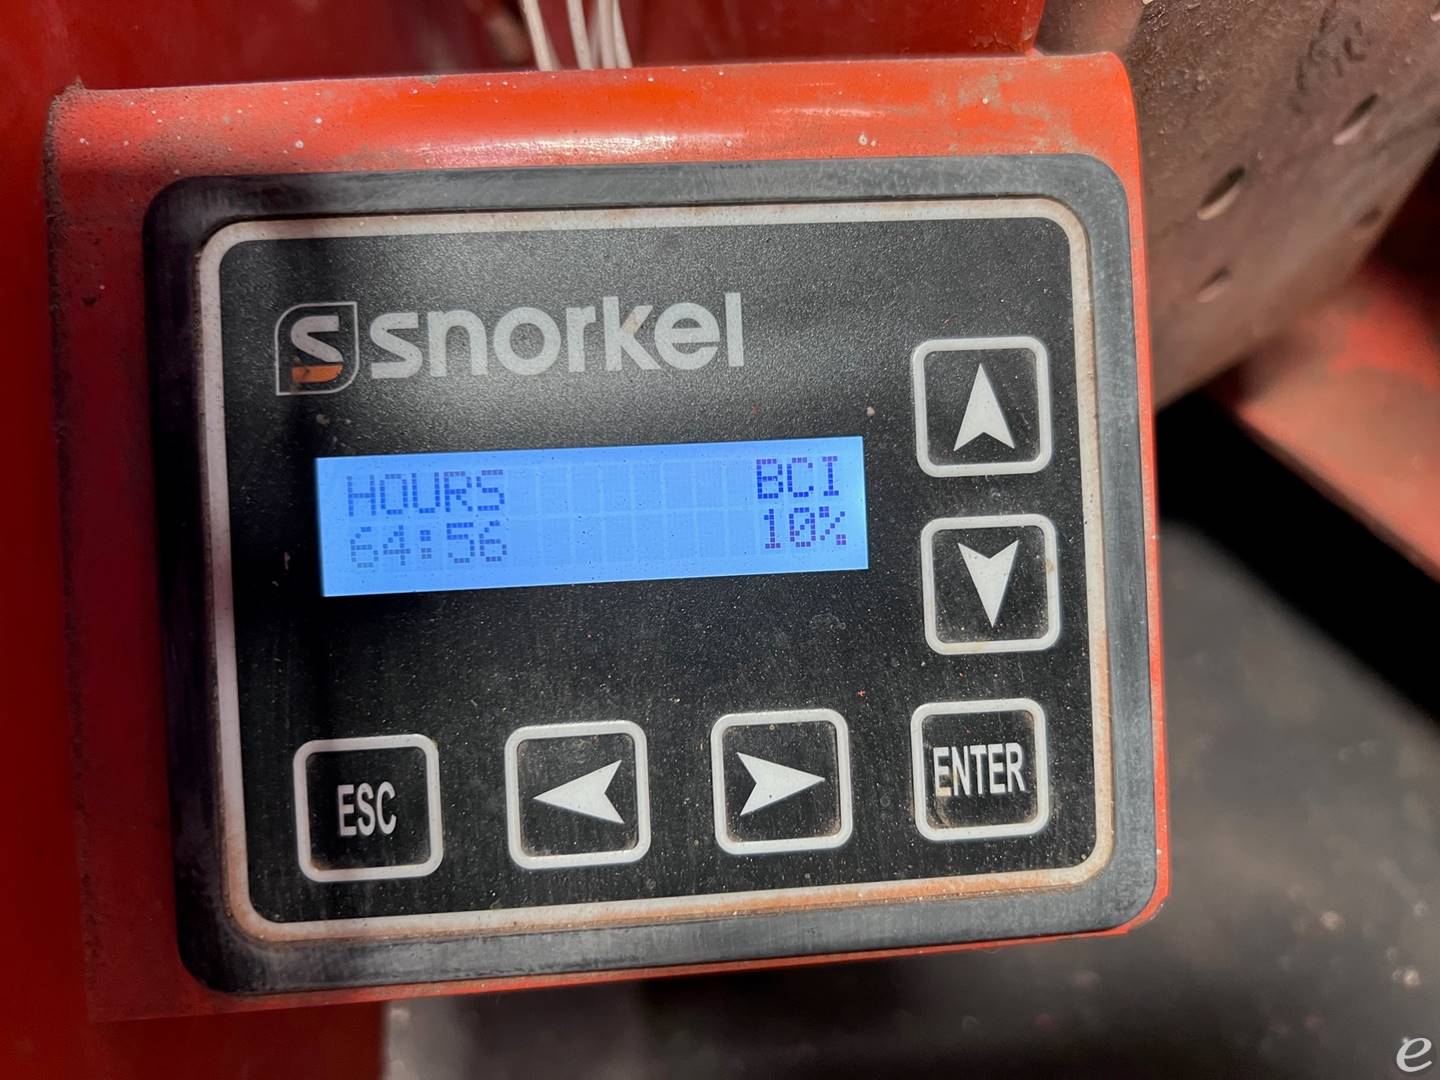 snorkel
HOURS BCI
64:56 10%
ESC
ENTER
e